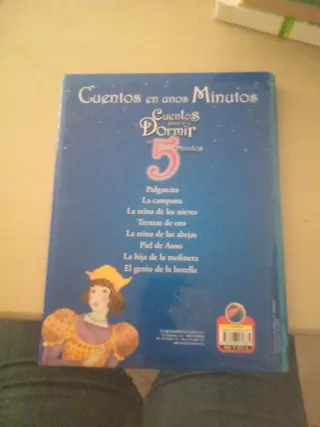 Cuentos en unos Minutos
Cuentos
Dormir
5
minutos
Pulgarcita
La campana
La reina de las nieves
Trenzas de oro
La reina de las abejas
Piel de Asno
La hija de la molinera
El genio de la botella